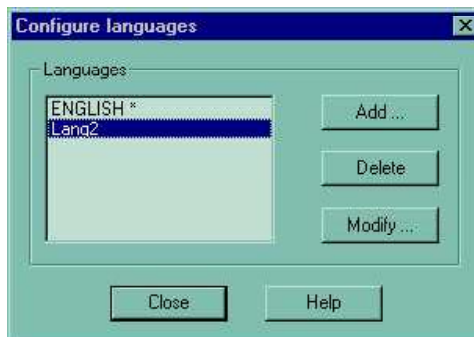 Configure languages
Languages
ENGLISH *
Lang2
Add ...
Delete
Modify ...
Close
Help